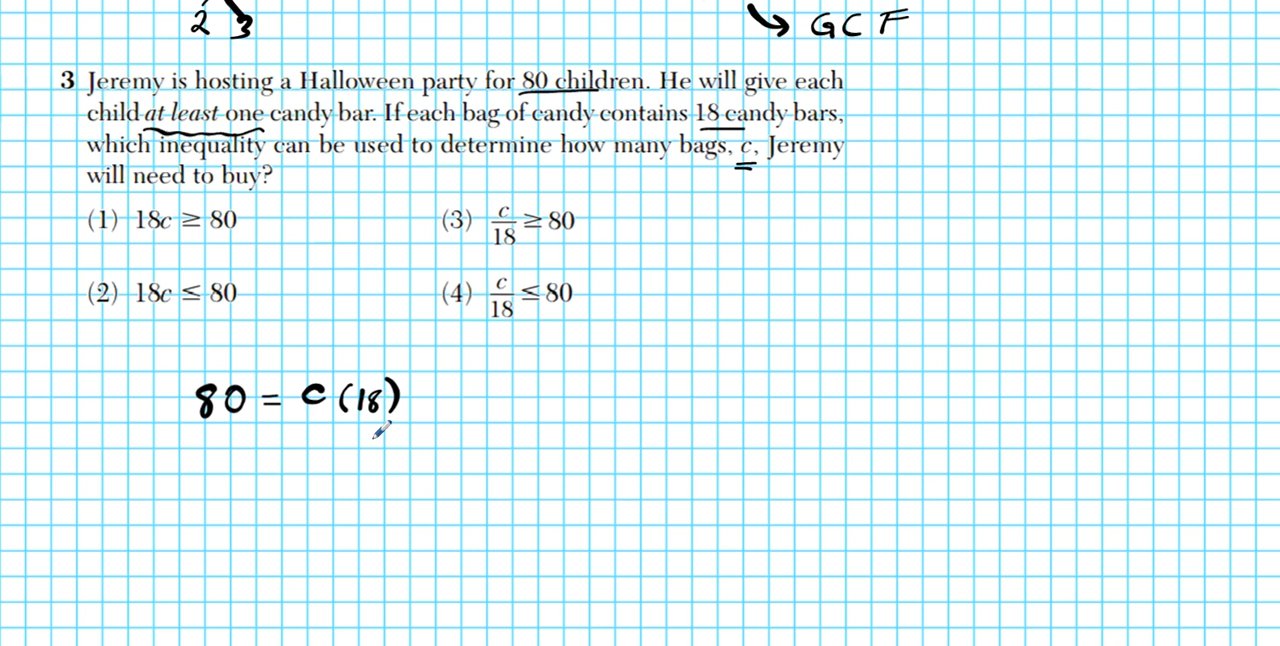 2 3
GCF
3 Jeremy is hosting a Halloween party for 80 children. He will give each
child at least one candy bar. If each bag of candy contains 18 candy bars,
which inequality can be used to determine how many bags, c, Jeremy
will need to buy?
(1) 18c ≥ 80
(3) c/18 ≥ 80
(2) 18c ≤ 80
(4) c/18 ≤ 80
80 = c (18)